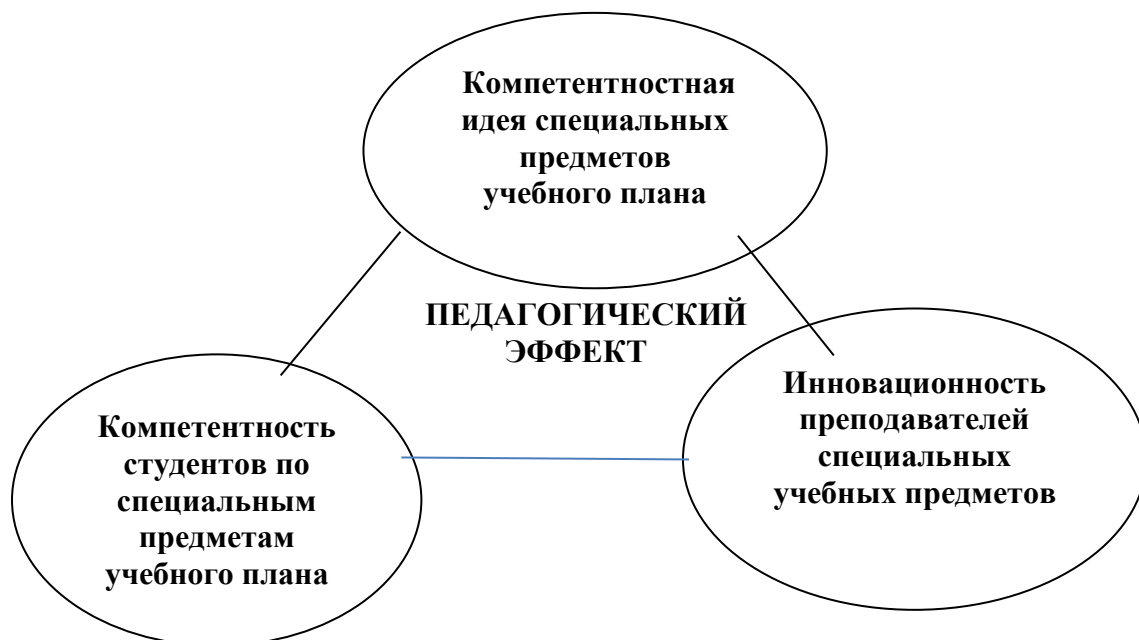 Компетентностная
идея специальных
предметов
учебного плана
ПЕДАГОГИЧЕСКИЙ
ЭФФЕКТ
Компетентность
студентов по
специальным
предметам
учебного плана
Инновационность
преподавателей
специальных
учебных предметов